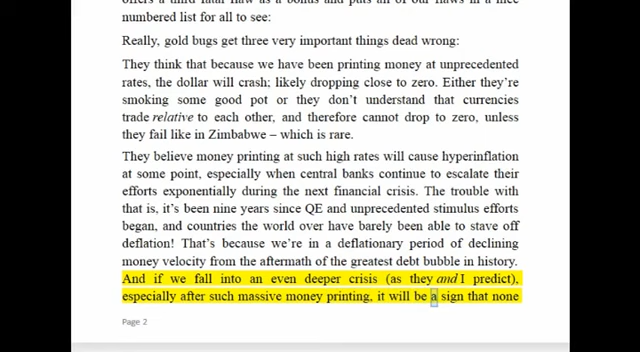 offers a third fatal flaw as a bonus and puts all of our flaws in a nice
numbered list for all to see:
Really, gold bugs get three very important things dead wrong:
They think that because we have been printing money at unprecedented
rates, the dollar will crash; likely dropping close to zero. Either they're
smoking some good pot or they don't understand that currencies
trade relative to each other, and therefore cannot drop to zero, unless
they fail like in Zimbabwe – which is rare.
They believe money printing at such high rates will cause hyperinflation
at some point, especially when central banks continue to escalate their
efforts exponentially during the next financial crisis. The trouble with
that is, it's been nine years since QE and unprecedented stimulus efforts
began, and countries the world over have barely been able to stave off
deflation! That's because we're in a deflationary period of declining
money velocity from the aftermath of the greatest debt bubble in history.
And if we fall into an even deeper crisis (as they and I predict),
especially after such massive money printing, it will be a sign that none
Page 2